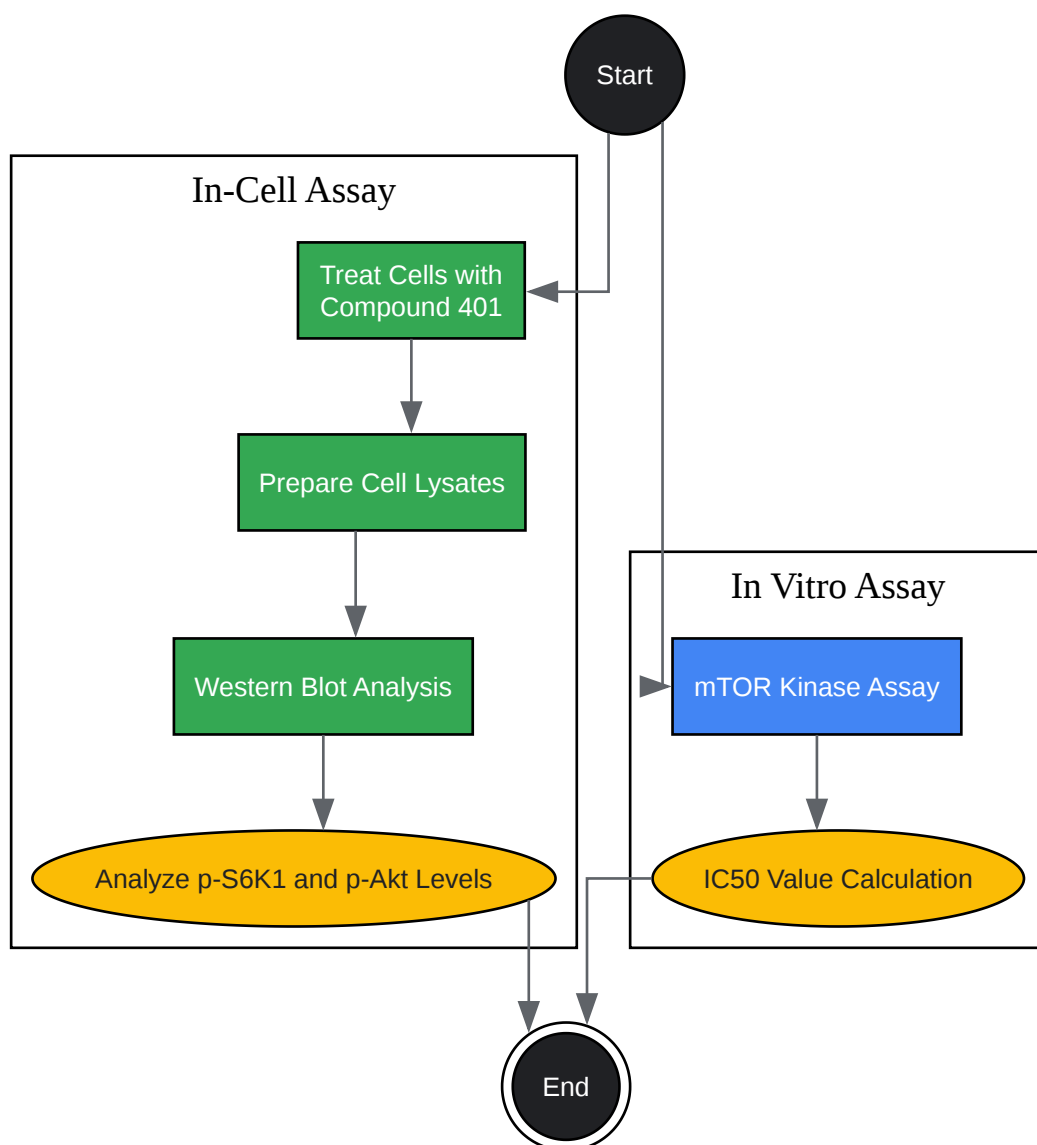 Start
In-Cell Assay
Treat Cells with
Compound 401
Prepare Cell Lysates
Western Blot Analysis
Analyze p-S6K1 and p-Akt Levels
In Vitro Assay
mTOR Kinase Assay
IC50 Value Calculation
End